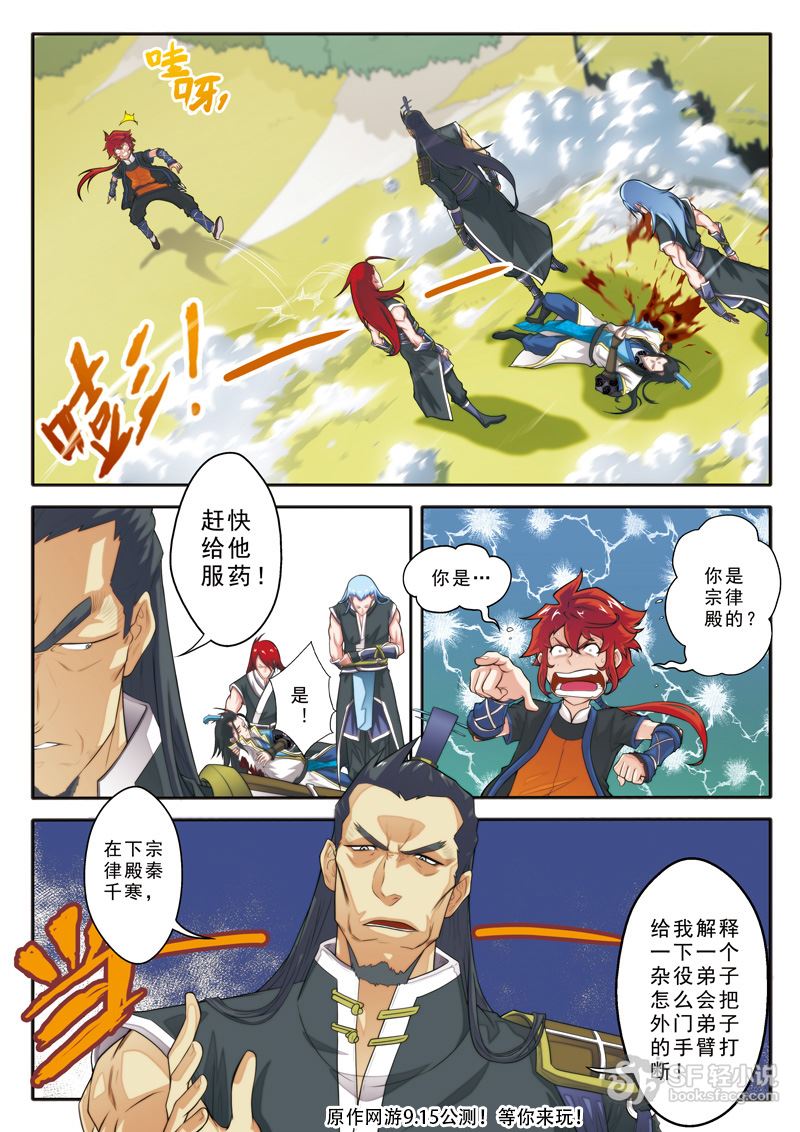 哇呀，
嘭——！
赶快
给他
服药！
是！
你是…
你是
宗律
殿的？
在下宗
律殿秦
千寒，
当——
给我解释
一下一个
杂役弟子
怎么会把
外门弟子
的手臂打
断
原作网游9.15公测！等你来玩！
SF轻小说
books.sfacg.com